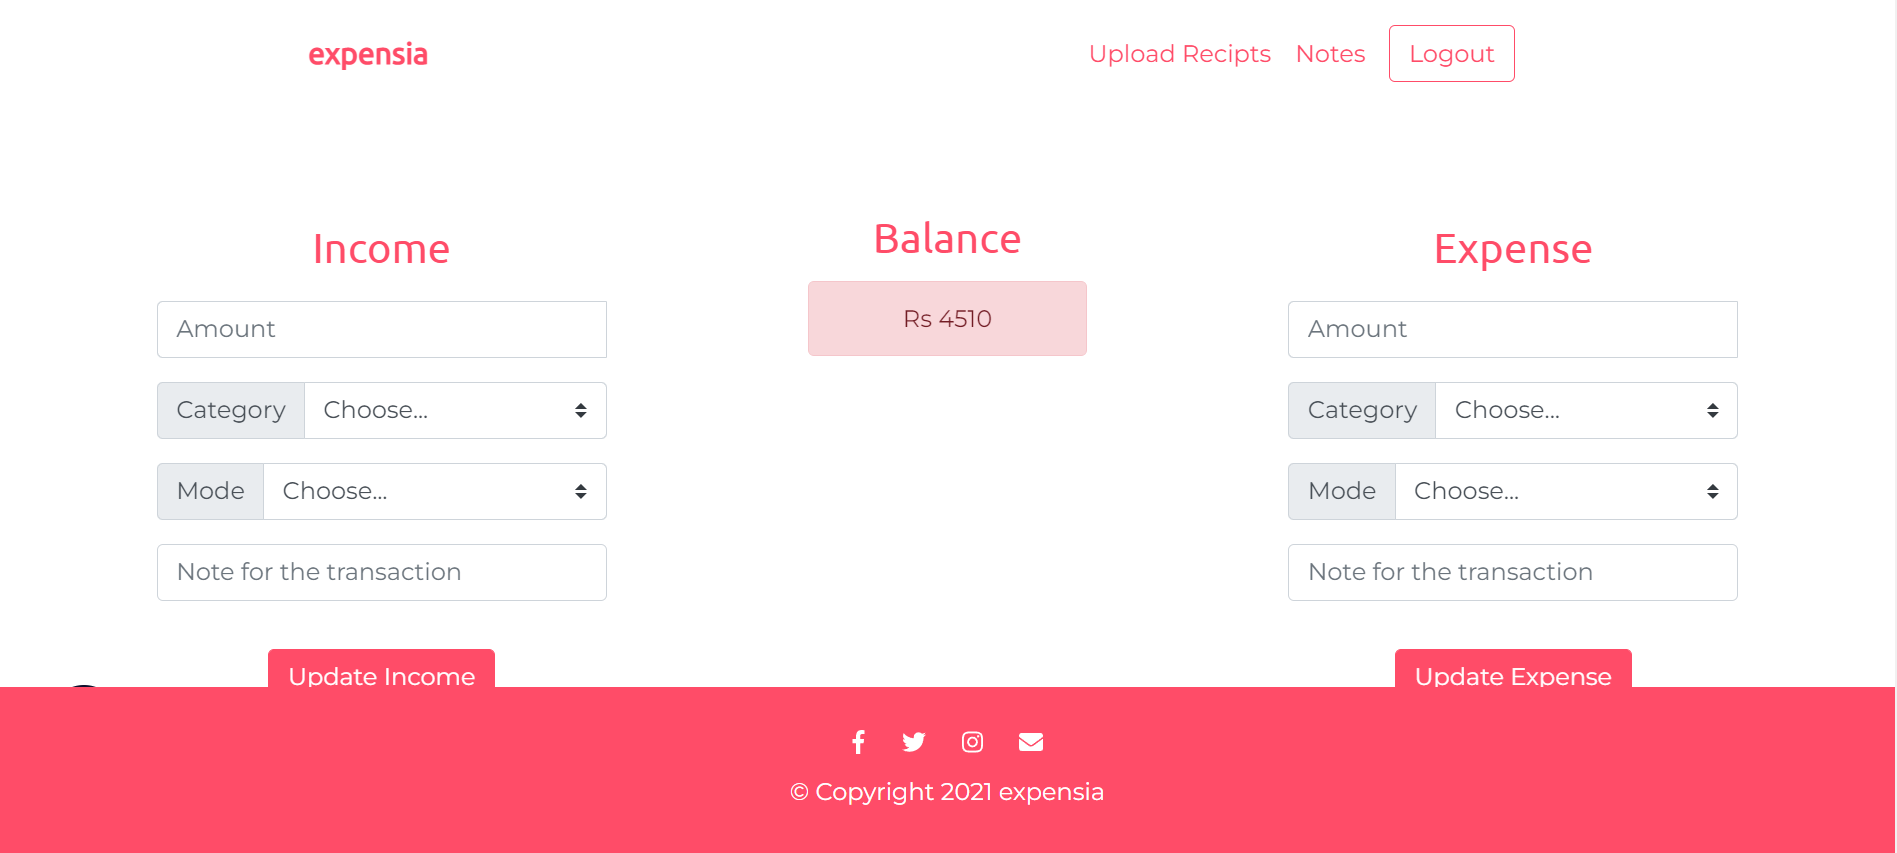 expensia
Upload Recipts Notes Logout
Income
Amount
Category Choose...
Mode Choose...
Note for the transaction
Update Income
Balance
Rs 4510
Expense
Amount
Category Choose...
Mode Choose...
Note for the transaction
Update Expense
© Copyright 2021 expensia